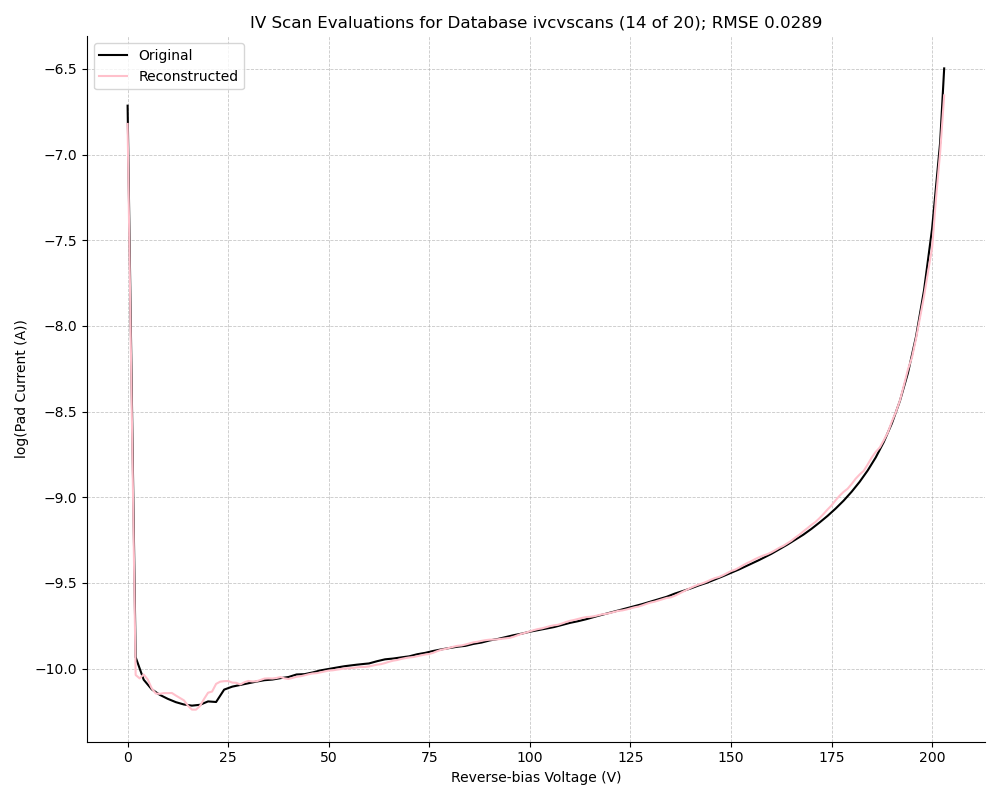 IV Scan Evaluations for Database ivcvscans (14 of 20); RMSE 0.0289
Original
Reconstructed
−6.5
−7.0
−7.5
−8.0
−8.5
−9.0
−9.5
−10.0
log(Pad Current (A))
0 25 50 75 100 125 150 175 200
Reverse-bias Voltage (V)